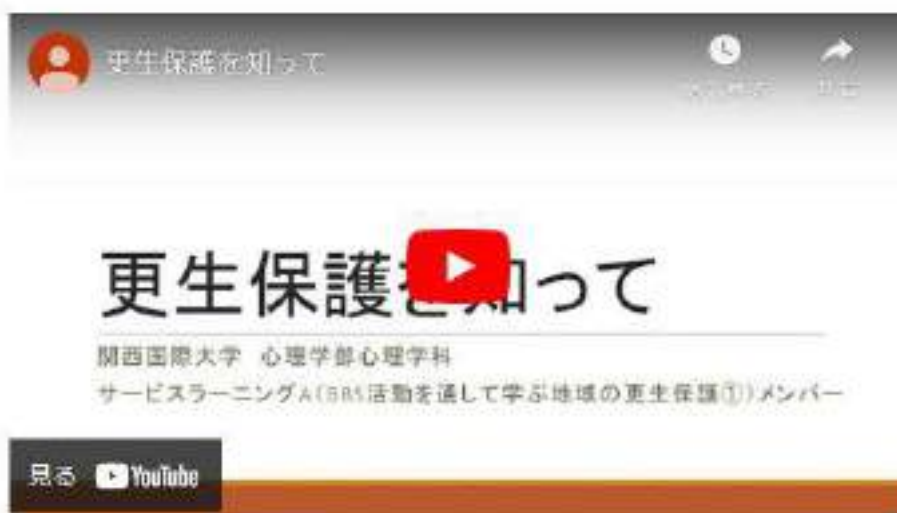 更生保護を知って
更生保護を知って
関西国際大学 心理学部心理学科
サービスラーニングA(BBS活動を通して学ぶ地域の更生保護①)メンバー
見る YouTube